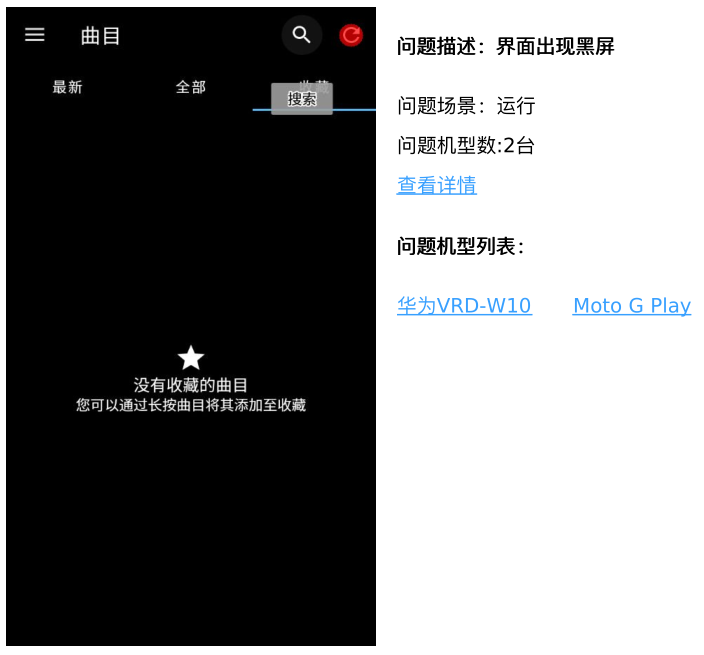 曲目
最新
全部
收藏
搜索
没有收藏的曲目
您可以通过长按曲目将其添加至收藏
问题描述：界面出现黑屏
问题场景：运行
问题机型数:2台
查看详情
问题机型列表：
华为VRD-W10
Moto G Play